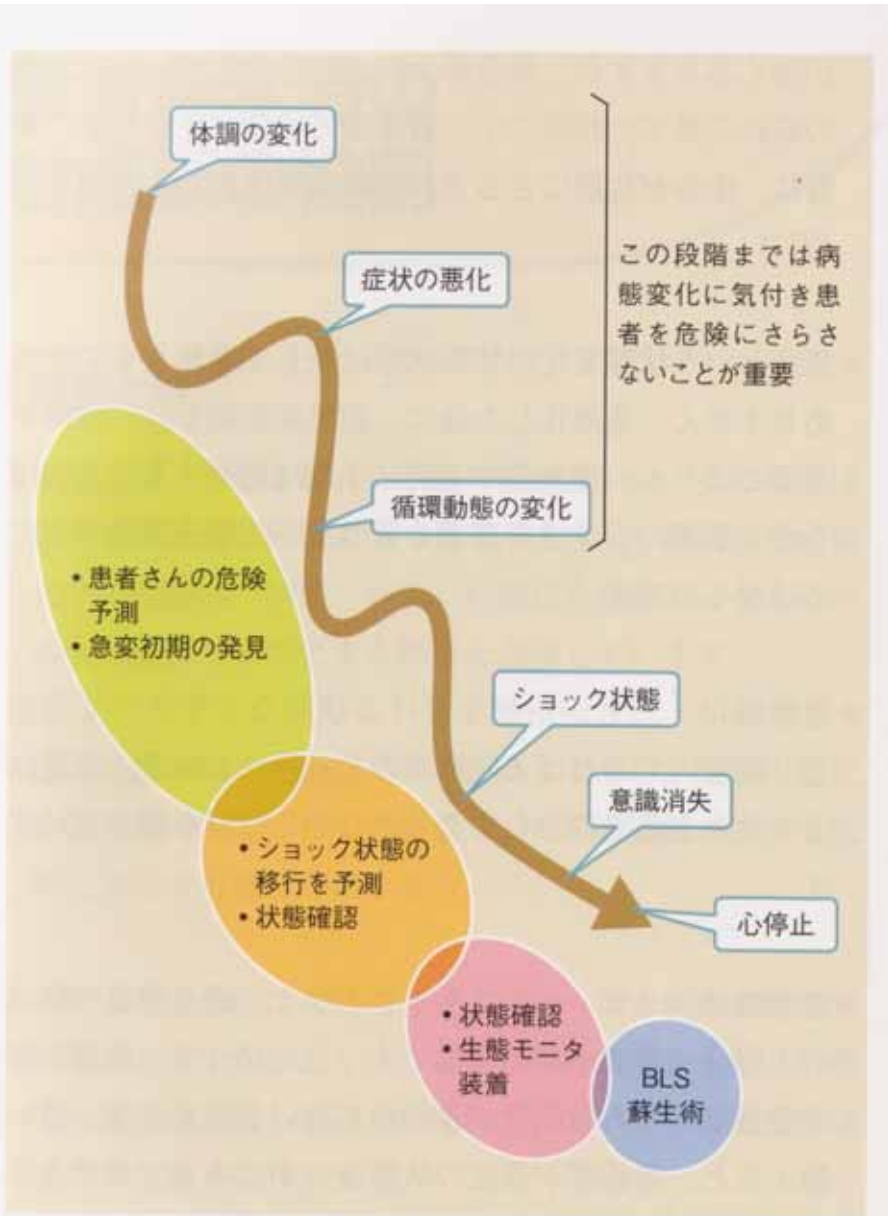 体調の変化
症状の悪化
この段階までは病
態変化に気付き患
者を危険にさらさ
ないことが重要
循環動態の変化
• 患者さんの危険
予測
• 急変初期の発見
ショック状態
意識消失
心停止
• ショック状態の
移行を予測
• 状態確認
• 状態確認
• 生態モニタ
装着
BLS
蘇生術